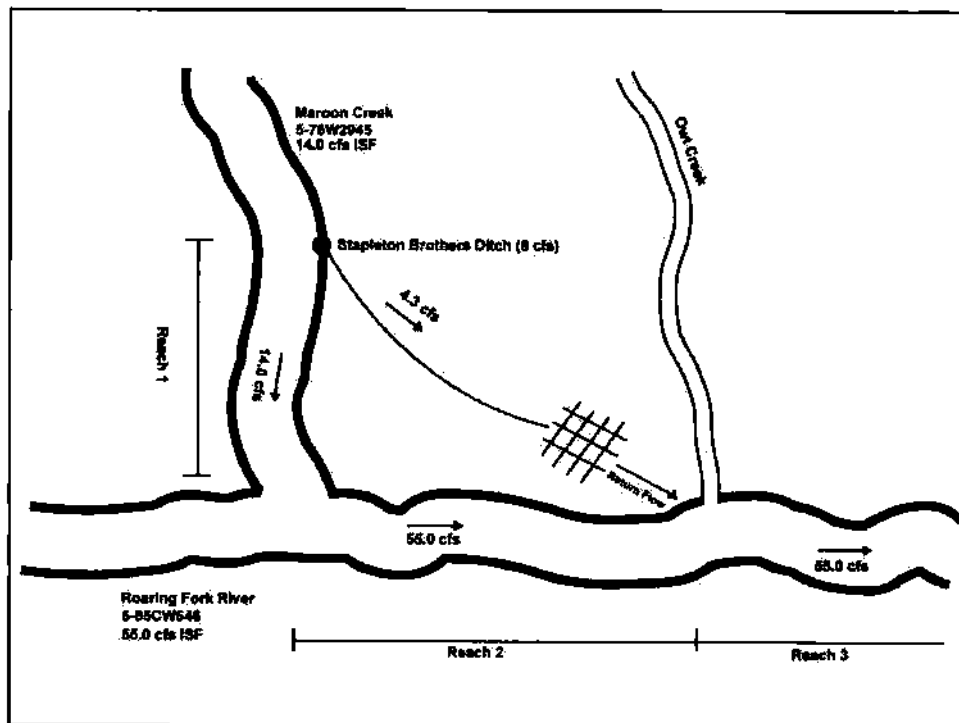 Maroon Creek
5-76W2945
14.0 cfs ISF
Owl Creek
Stapleton Brothers Ditch (6 cfs)
4.3 cfs
Reach 1
14.0 cfs
Return Flow
55.0 cfs
55.0 cfs
Roaring Fork River
5-85CW646
55.0 cfs ISF
Reach 2
Reach 3